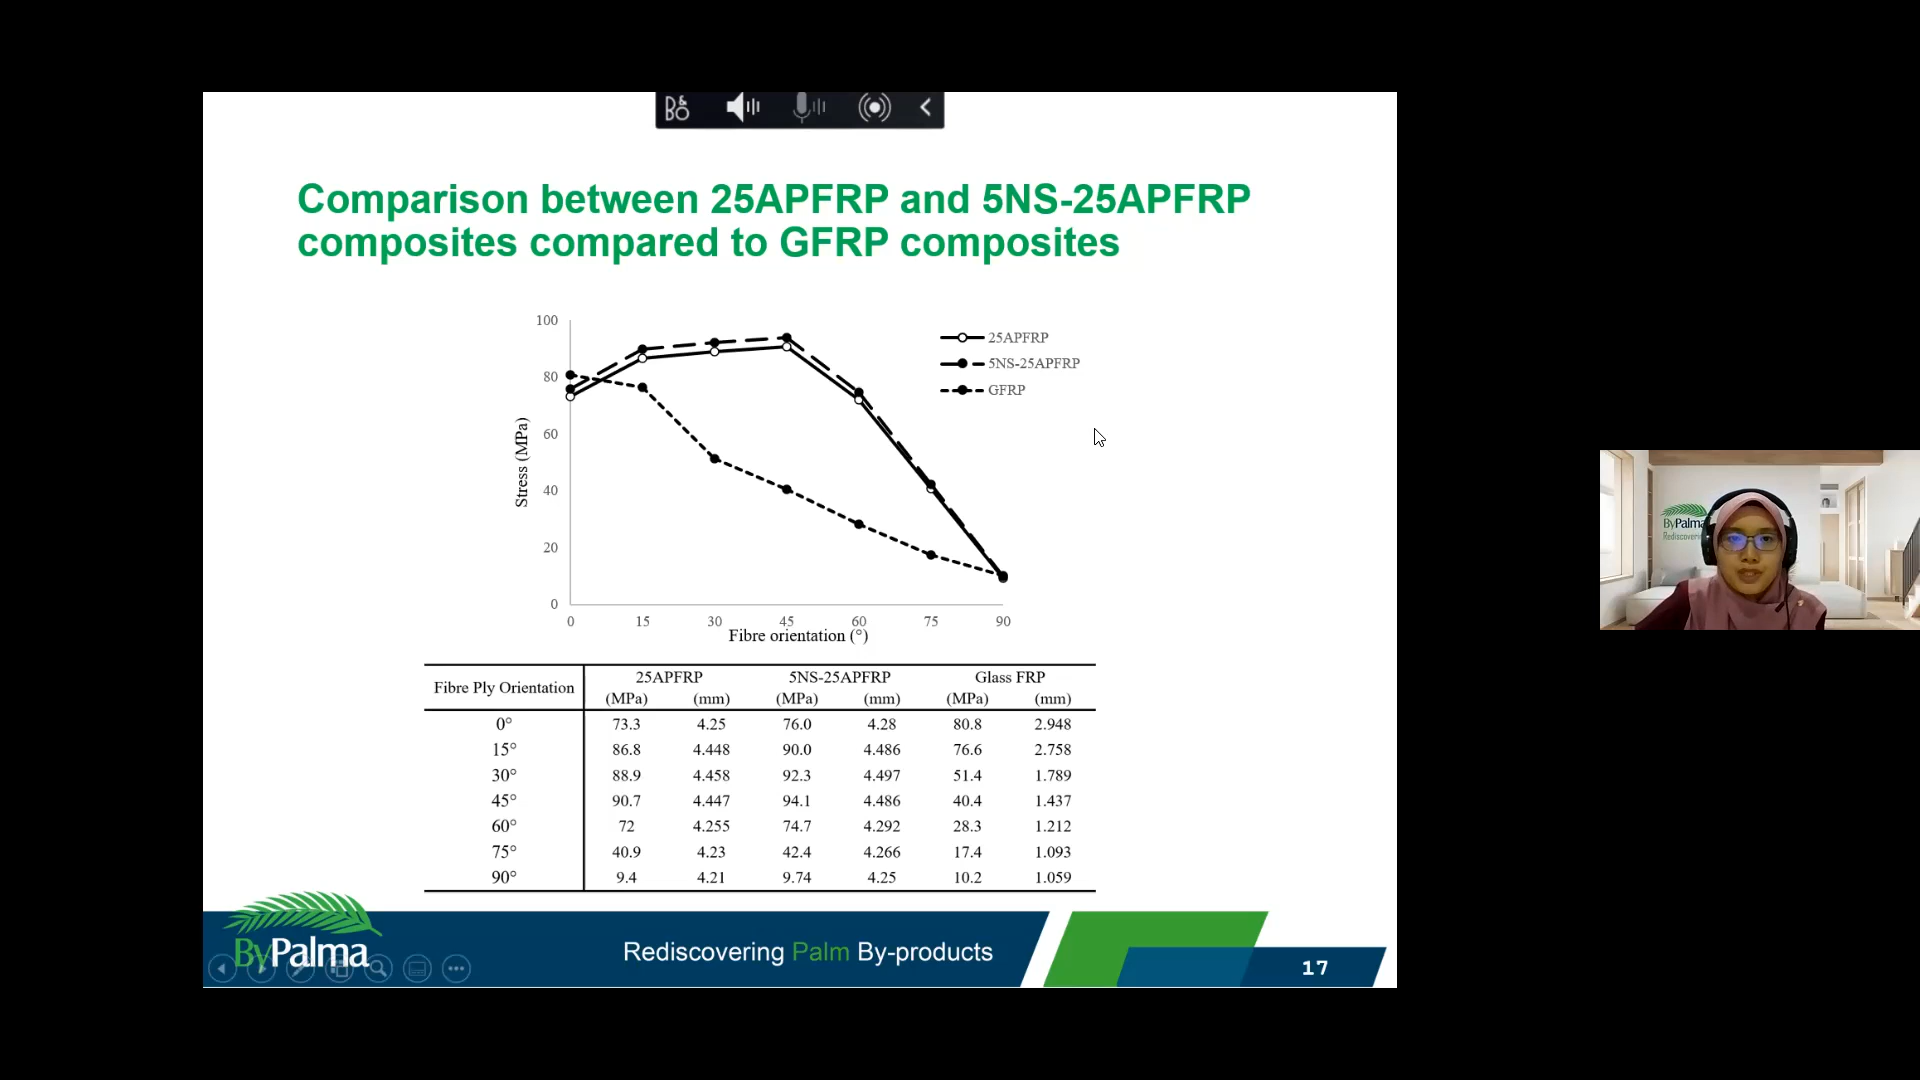 B&O
Comparison between 25APFRP and 5NS-25APFRP
composites compared to GFRP composites
100
80
60
40
20
0
Stress (MPa)
0 15 30 45 60 75 90
Fibre orientation (°)
25APFRP
5NS-25APFRP
GFRP
Fibre Ply Orientation 25APFRP 5NS-25APFRP Glass FRP
(MPa) (mm) (MPa) (mm) (MPa) (mm)
0° 73.3 4.25 76.0 4.28 80.8 2.948
15° 86.8 4.448 90.0 4.486 76.6 2.758
30° 88.9 4.458 92.3 4.497 51.4 1.789
45° 90.7 4.447 94.1 4.486 40.4 1.437
60° 72 4.255 74.7 4.292 28.3 1.212
75° 40.9 4.23 42.4 4.266 17.4 1.093
90° 9.4 4.21 9.74 4.25 10.2 1.059
ByPalma
Rediscovering Palm By-products
17
ByPalma